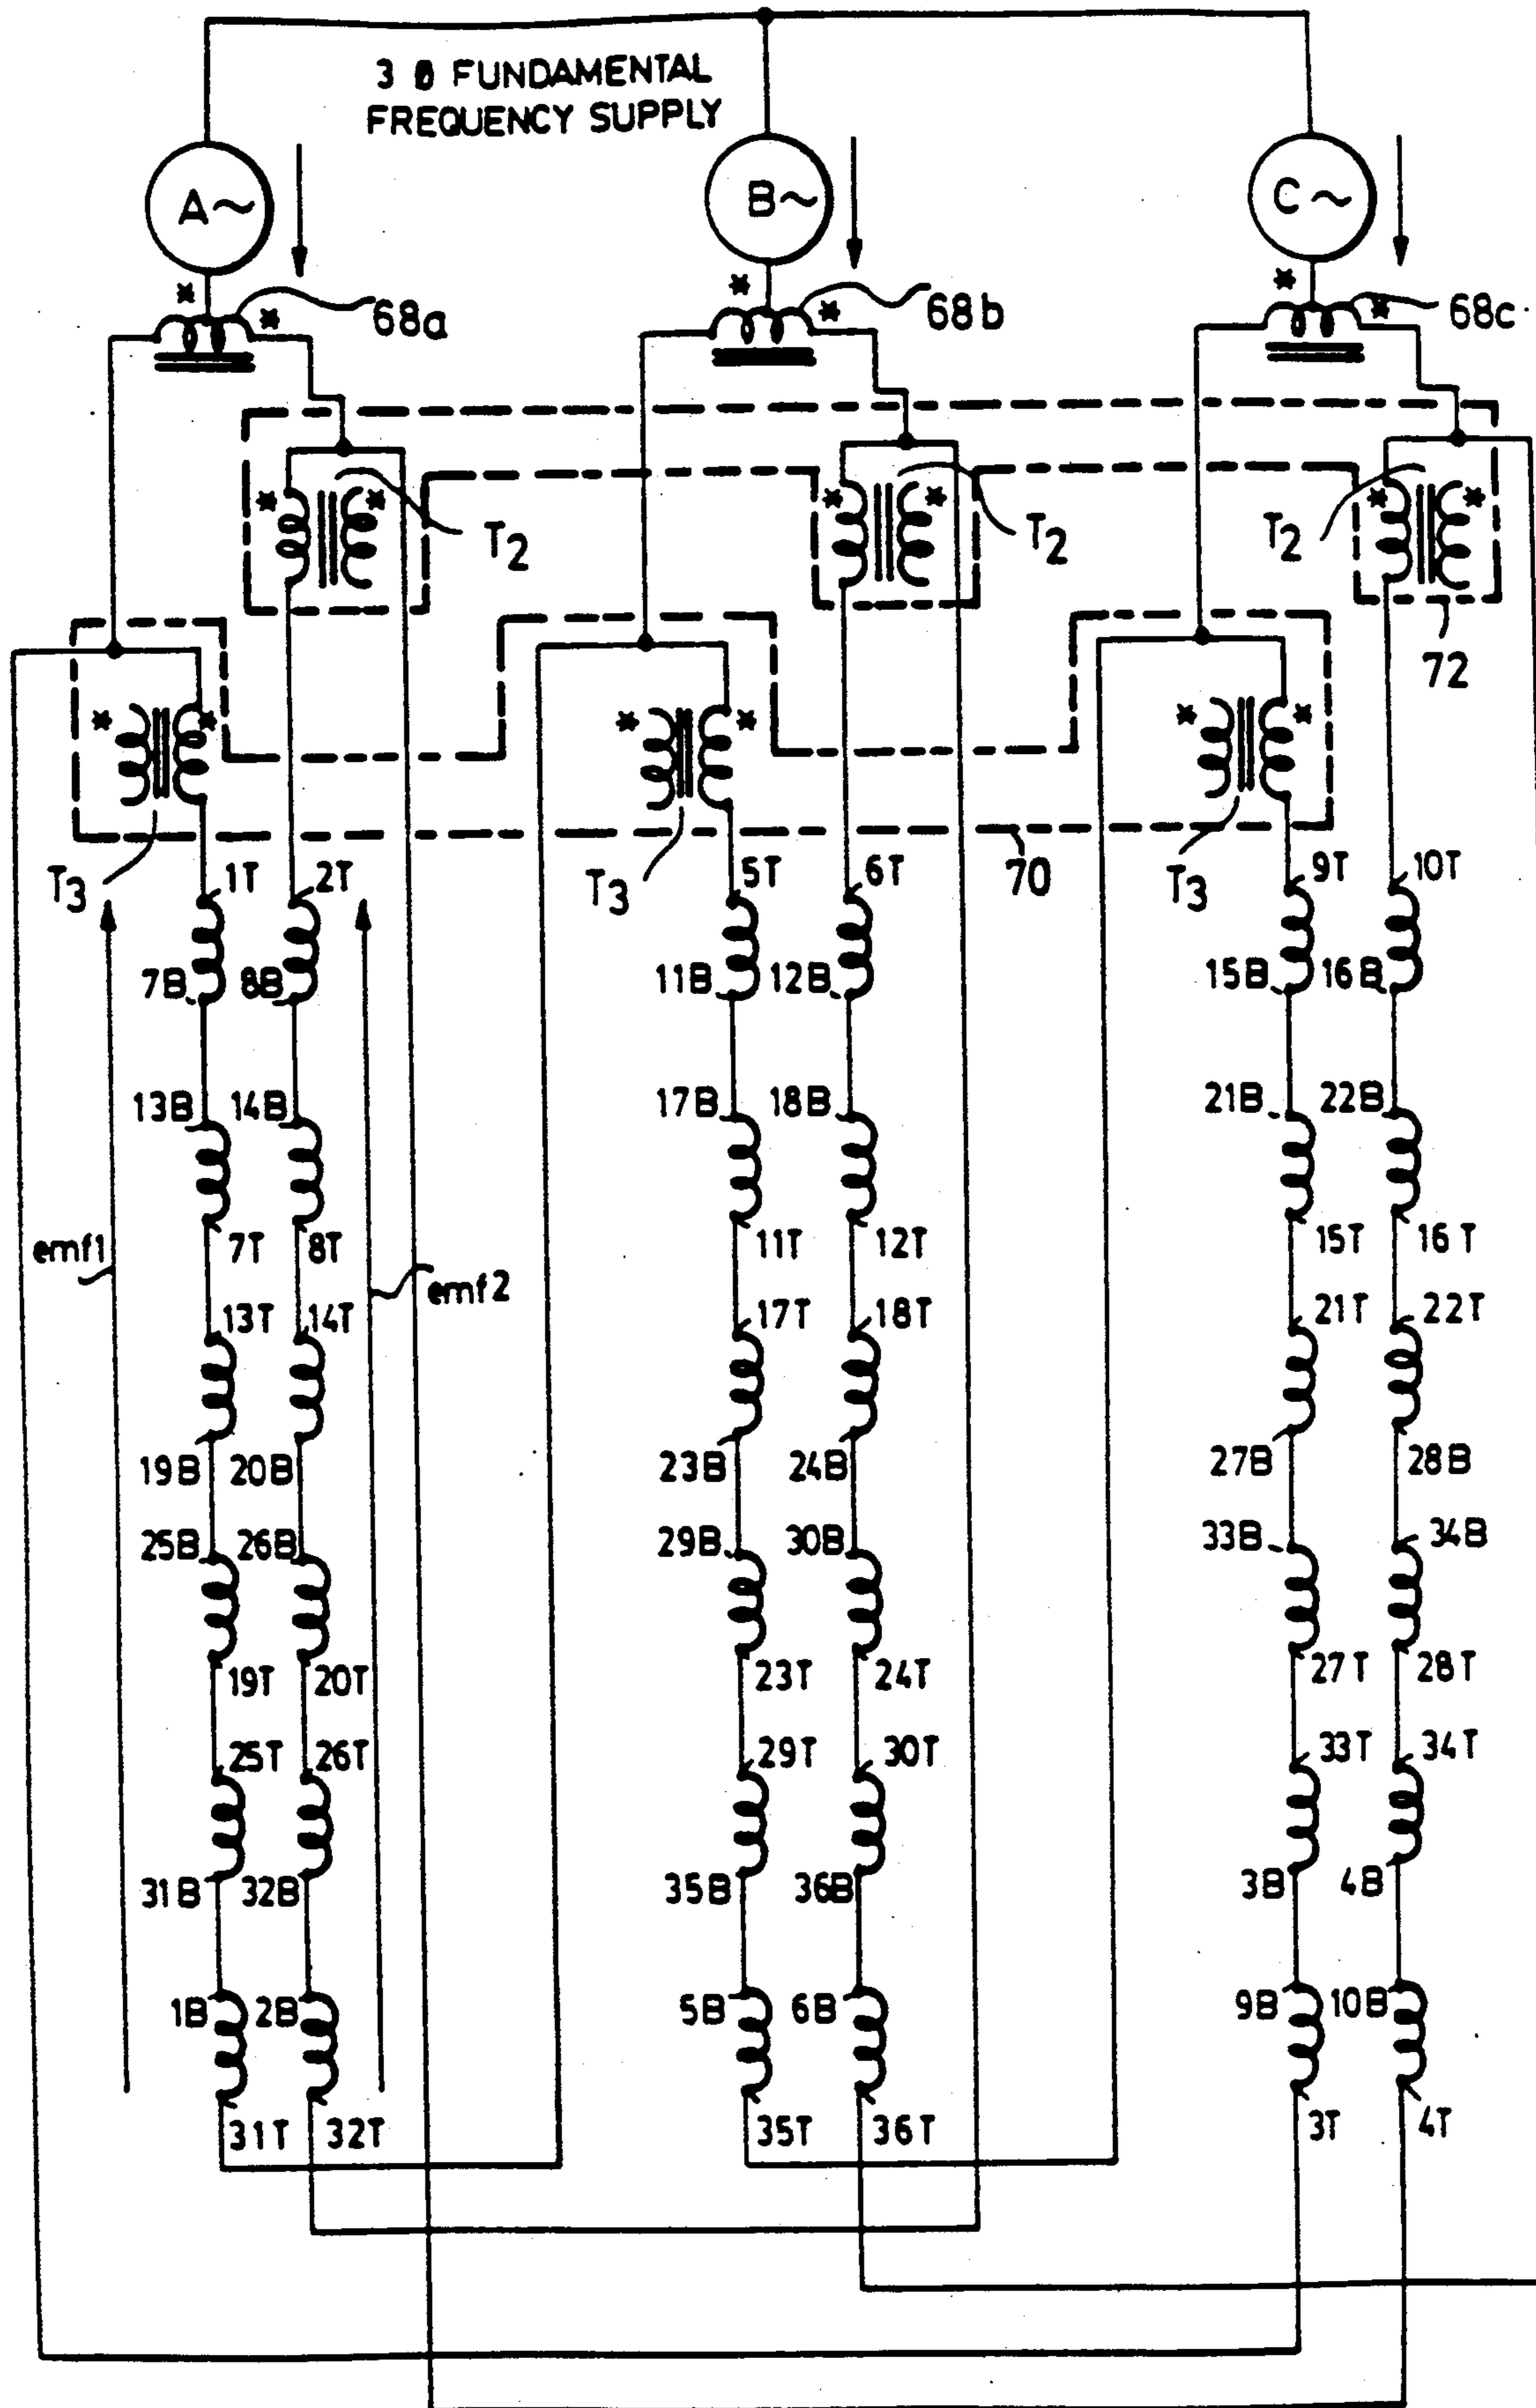 3 Ø FUNDAMENTAL
FREQUENCY SUPPLY
A~ B~ C~
* * 68a * * 68b * * 68c
* * T2 * * T2 T2 * *
72
* * * * * *
T3 T3 70 T3
1T 2T 5T 6T 9T 10T
7B 8B 11B 12B 15B 16B
13B 14B 17B 18B 21B 22B
7T 8T 11T 12T 15T 16T
emf1 emf2
13T 14T 17T 18T 21T 22T
19B 20B 23B 24B 27B 28B
25B 26B 29B 30B 33B 34B
19T 20T 23T 24T 27T 28T
25T 26T 29T 30T 33T 34T
31B 32B 35B 36B 3B 4B
1B 2B 5B 6B 9B 10B
31T 32T 35T 36T 3T 4T